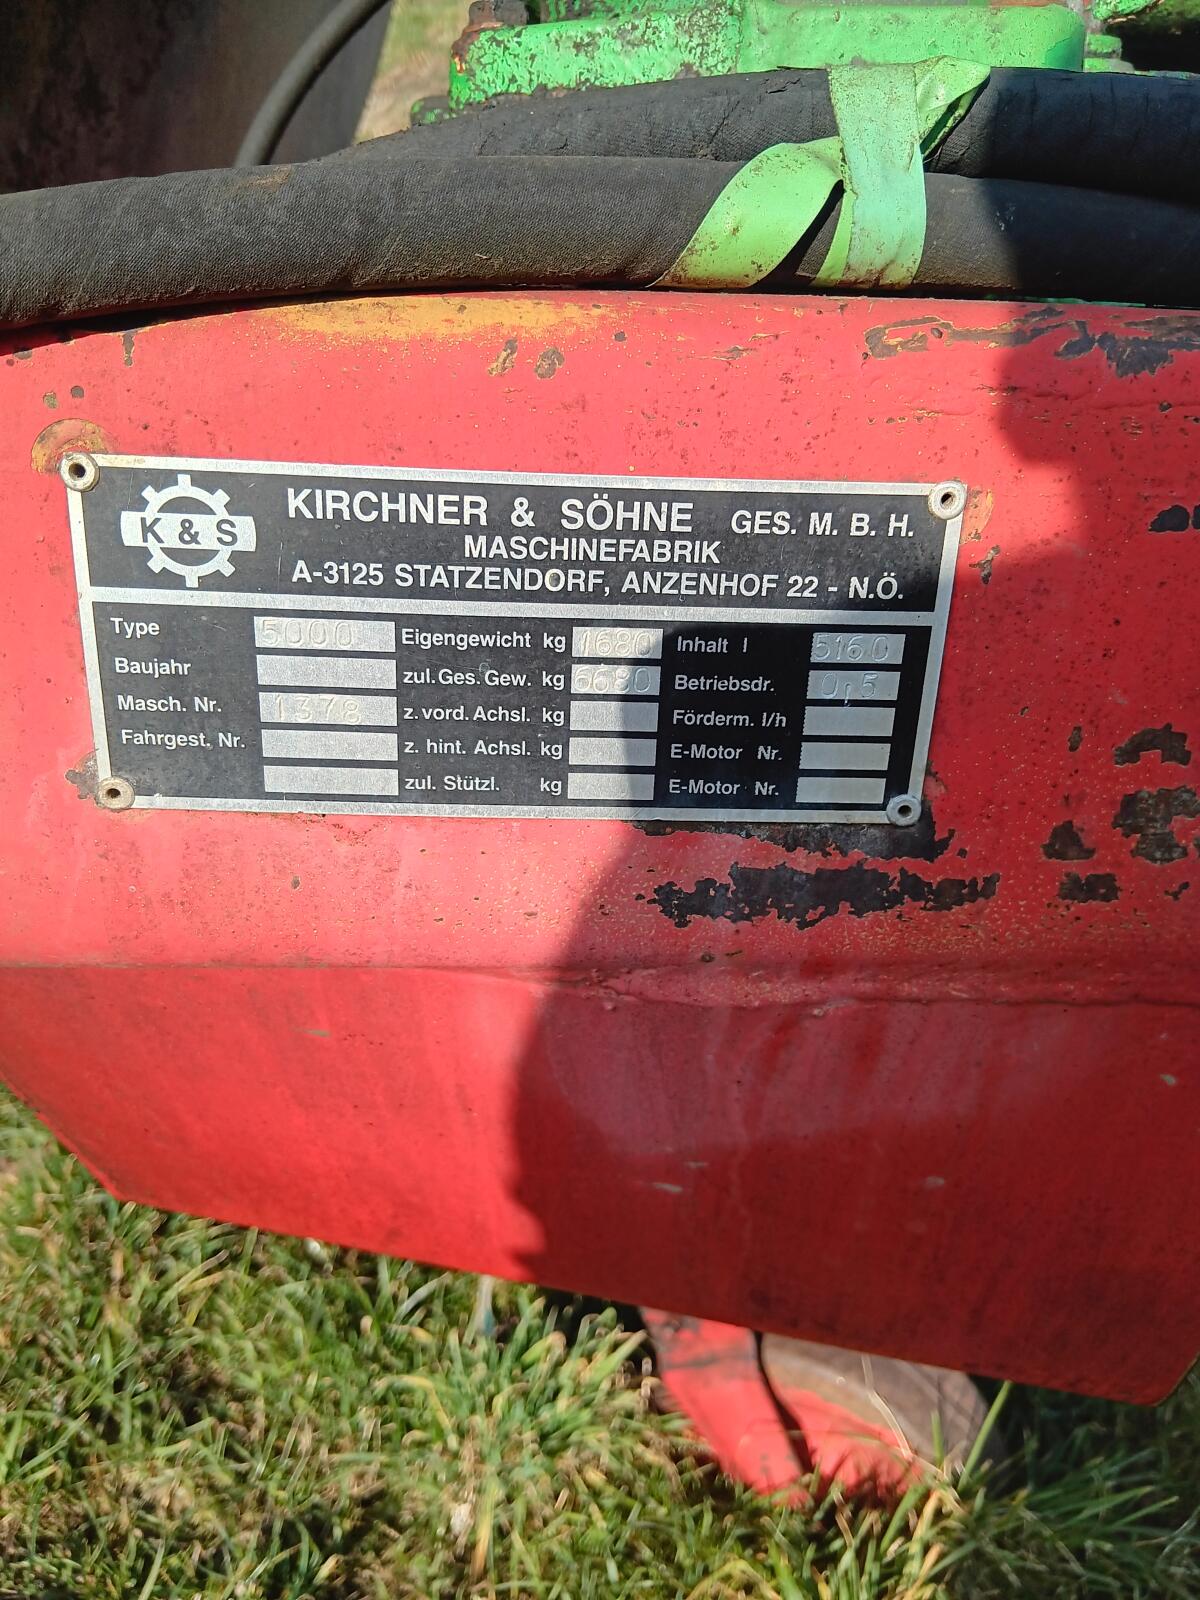 K & S
KIRCHNER & SÖHNE GES. M. B. H.
MASCHINEFABRIK
A-3125 STATZENDORF, ANZENHOF 22 - N.Ö.
Type 5000 Eigengewicht kg 1680 Inhalt l 5160
Baujahr zul. Ges. Gew. kg 6680 Betriebsdr. 0,5
Masch. Nr. 1378 z. vord. Achsl. kg Förderm. l/h
Fahrgest. Nr. z. hint. Achsl. kg E-Motor Nr.
zul. Stützl. kg E-Motor Nr.